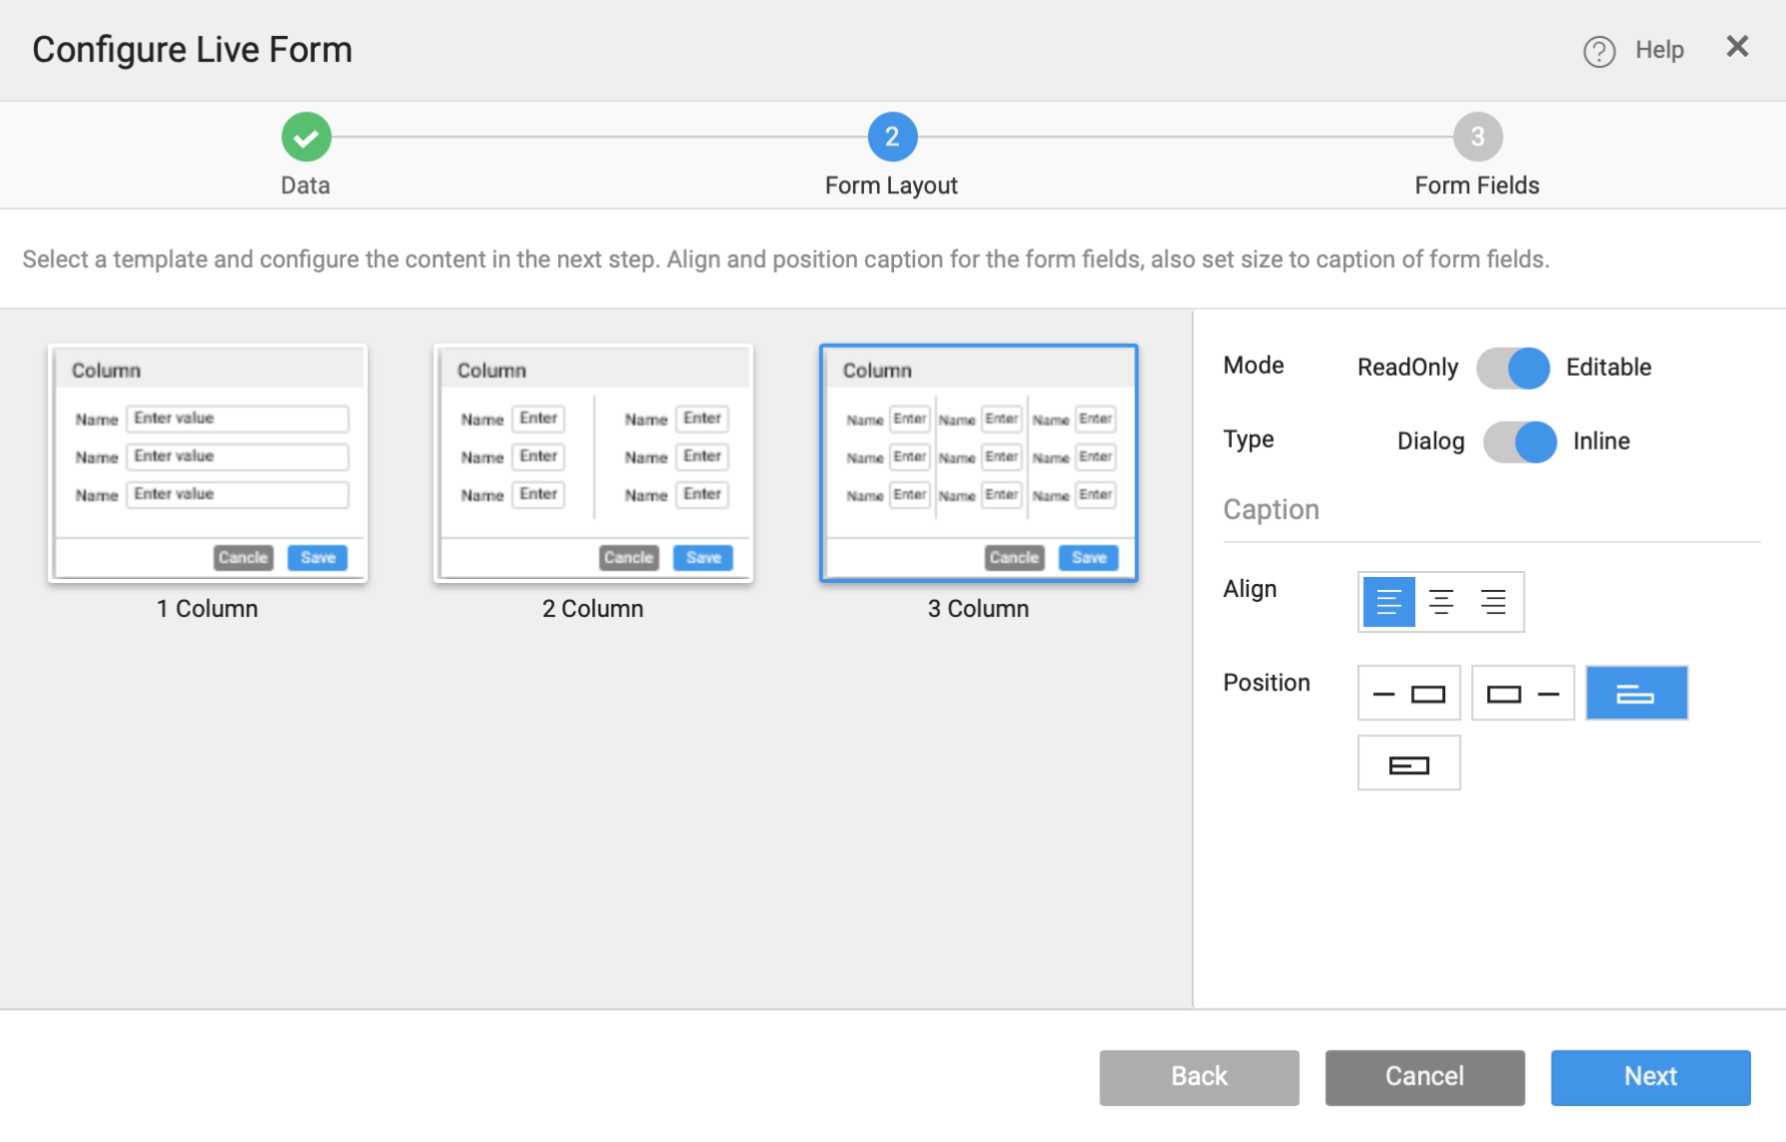 Configure Live Form
? Help ×
2 3
Data Form Layout Form Fields
Select a template and configure the content in the next step. Align and position caption for the form fields, also set size to caption of form fields.
Column
Name Enter value
Name Enter value
Name Enter value
Cancle Save
1 Column
Column
Name Enter Name Enter
Name Enter Name Enter
Name Enter Name Enter
Cancle Save
2 Column
Column
Name Enter Name Enter Name Enter
Name Enter Name Enter Name Enter
Name Enter Name Enter Name Enter
Cancle Save
3 Column
Mode ReadOnly Editable
Type Dialog Inline
Caption
Align
Position
Back Cancel Next